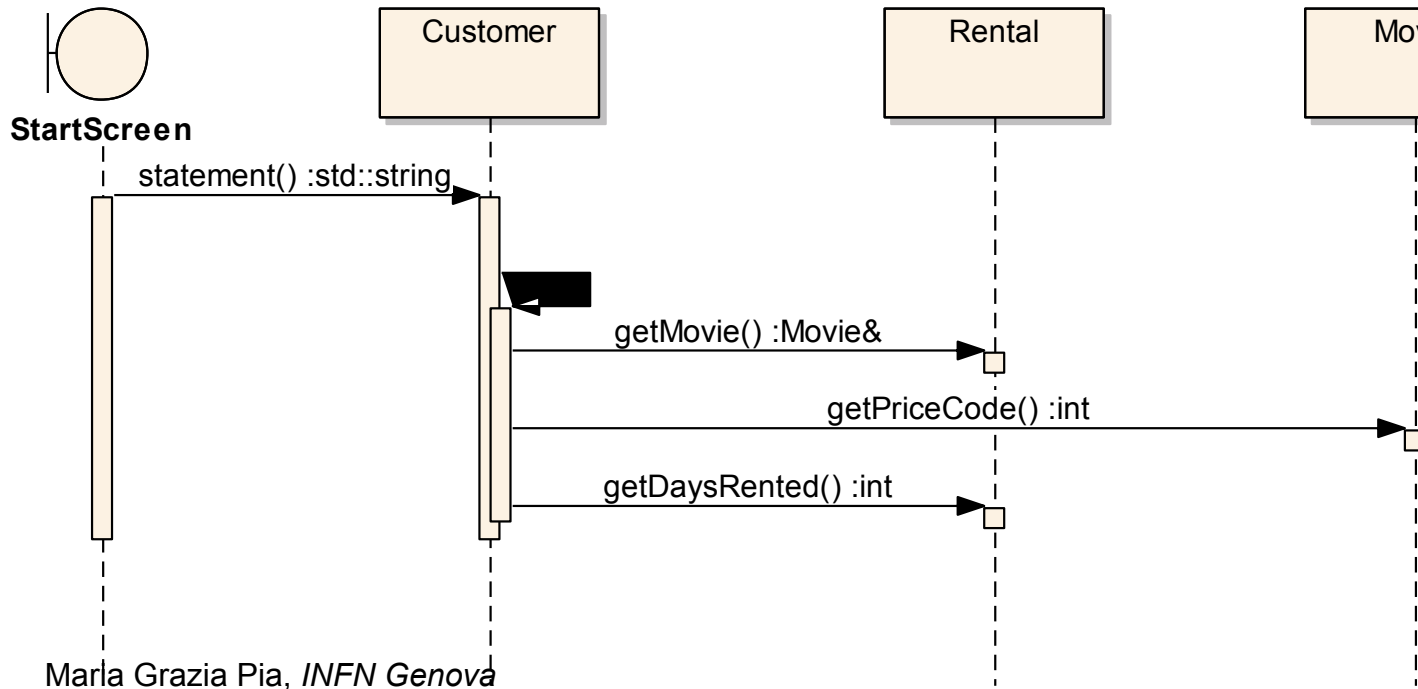 Customer
Rental
StartScreen
statement() :std::string
getMovie() :Movie&
getPriceCode() :int
getDaysRented() :int
Maria Grazia Pia, INFN Genova